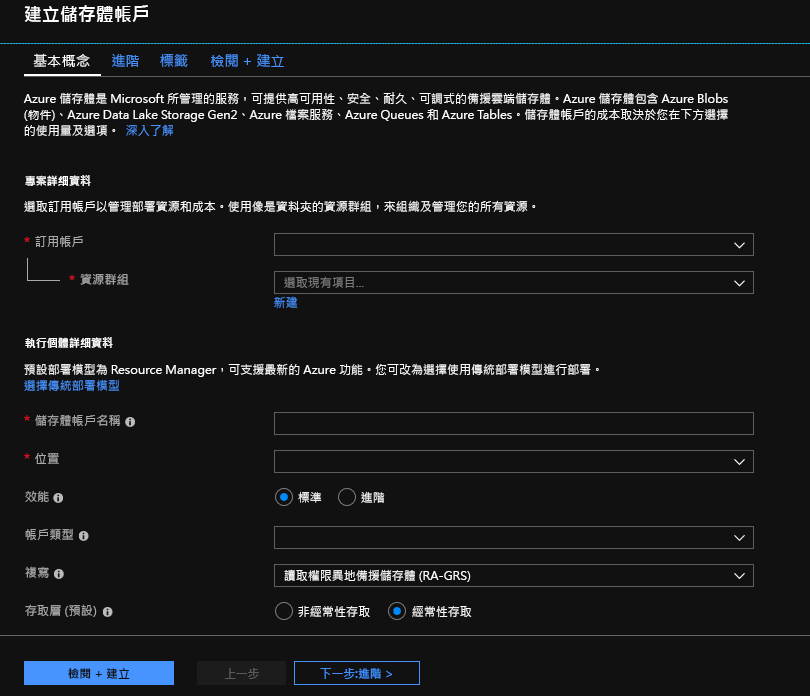 建立儲存體帳戶
基本概念 進階 標籤 檢閱 + 建立
Azure 儲存體是 Microsoft 所管理的服務，可提供高可用性、安全、耐久、可調式的備援雲端儲存體。Azure 儲存體包含 Azure Blobs
(物件)、Azure Data Lake Storage Gen2、Azure 檔案服務、Azure Queues 和 Azure Tables。儲存體帳戶的成本取決於您在下方選擇
的使用量及選項。 深入了解
專案詳細資料
選取訂用帳戶以管理部署資源和成本。使用像是資料夾的資源群組，來組織及管理您的所有資源。
* 訂用帳戶
* 資源群組 選取現有項目...
新建
執行個體詳細資料
預設部署模型為 Resource Manager，可支援最新的 Azure 功能。您可改為選擇使用傳統部署模型進行部署。
選擇傳統部署模型
* 儲存體帳戶名稱
* 位置
效能 標準 進階
帳戶類型
複寫 讀取權限異地備援儲存體 (RA-GRS)
存取層 (預設) 非經常性存取 經常性存取
檢閱 + 建立 上一步 下一步:進階 >